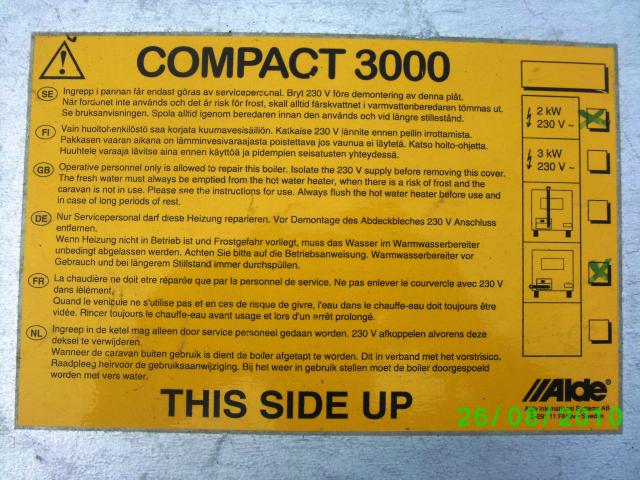 COMPACT 3000
SE Ingrepp i pannan får endast göras av servicepersonal. Bryt 230 V före demontering av denna plåt.
När fordonet inte används och det är risk för frost, skall alltid färskvattnet i varmvattenberedaren tömmas ut.
Se bruksanvisningen. Spola alltid igenom beredaren innan den används och vid längre stillestånd.
FI Vain huoltohenkilöstö saa korjata kuumavesisäiliön. Katkaise 230 V jännite ennen pellin irrottamista.
Pakkasen vaaran aikana on lämminvesivaraajasta poistettava jos vaunua ei läytetä. Katso hoito-ohjetta.
Huuhtele varaaja lävitse aina ennen käyttöä ja pidempien seisatusten yhteydessä.
GB Operative personnel only is allowed to repair this boiler. Isolate the 230 V supply before removing this cover.
The fresh water must always be emptied from the hot water heater, when there is a risk of frost and the
caravan is not in use. Please see the instructions for use. Always flush the hot water heater before use and
in case of long periods of rest.
DE Nur Servicepersonal darf diese Heizung reparieren. Vor Demontage des Abdeckbleches 230 V Anschluss
entfernen.
Wenn Heizung nicht in Betrieb ist und Frostgefahr vorliegt, muss das Wasser im Warmwasserbereiter
unbedingt abgelassen werden. Achten Sie bitte auf die Betriebsanweisung. Warmwasserbereiter vor
Gebrauch und bei längerem Stillstand immer durchspüllen.
FR La chaudière ne doit etre réparée que par le personnel de service. Ne pas enlever le courvercle avec 230 V
dans lélément.
Quand le venicule ne s'utilise pas et en cas de risque de givre, l'eau dans le chauffe-eau doit toujours être
vidée. Rincer toujours le chauffe-eau avant usage et lors d'un arrêt prolongé.
NL Ingreep in de ketel mag alleen door service personeel gedaan worden. 230 V afkoppelen alvorens deze
deksel te verwijderen.
Wanneer de caravan buiten gebruik is dient de boiler afgetapt te worden. Dit in verband met het vorstrisico.
Raadpleeg heirvoor de gebruiksaanwijziging. Bij het weer in gebruik stellen moet de boiler doorgespoeld
worden met vers water.
THIS SIDE UP
2 kW
230 V ~
3 kW
230 V ~
Alde®
Alde International Systems AB
Färjestaden Sweden
26/08/2010